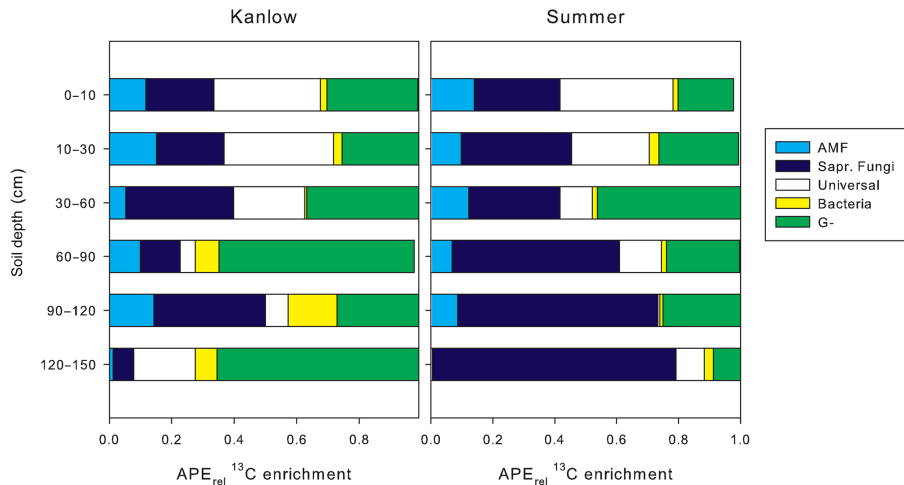 Kanlow Summer
Soil depth (cm)
0–10
10–30
30–60
60–90
90–120
120–150
0.0 0.2 0.4 0.6 0.8 0.0 0.2 0.4 0.6 0.8 1.0
APErel 13C enrichment APErel 13C enrichment
AMF
Sapr. Fungi
Universal
Bacteria
G-